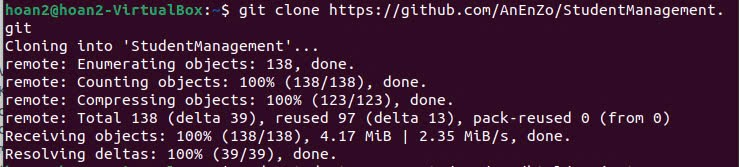 hoan2@hoan2-VirtualBox:~$ git clone https://github.com/AnEnZo/StudentManagement.
git
Cloning into 'StudentManagement'...
remote: Enumerating objects: 138, done.
remote: Counting objects: 100% (138/138), done.
remote: Compressing objects: 100% (123/123), done.
remote: Total 138 (delta 39), reused 97 (delta 13), pack-reused 0 (from 0)
Receiving objects: 100% (138/138), 4.17 MiB | 2.35 MiB/s, done.
Resolving deltas: 100% (39/39), done.